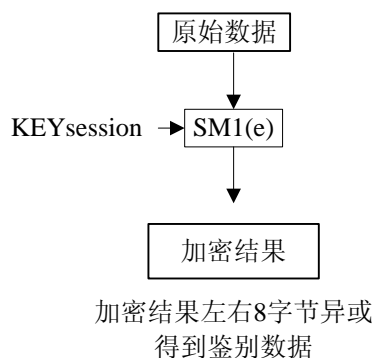 原始数据
KEYsession
SM1(e)
加密结果
加密结果左右8字节异或
得到鉴别数据